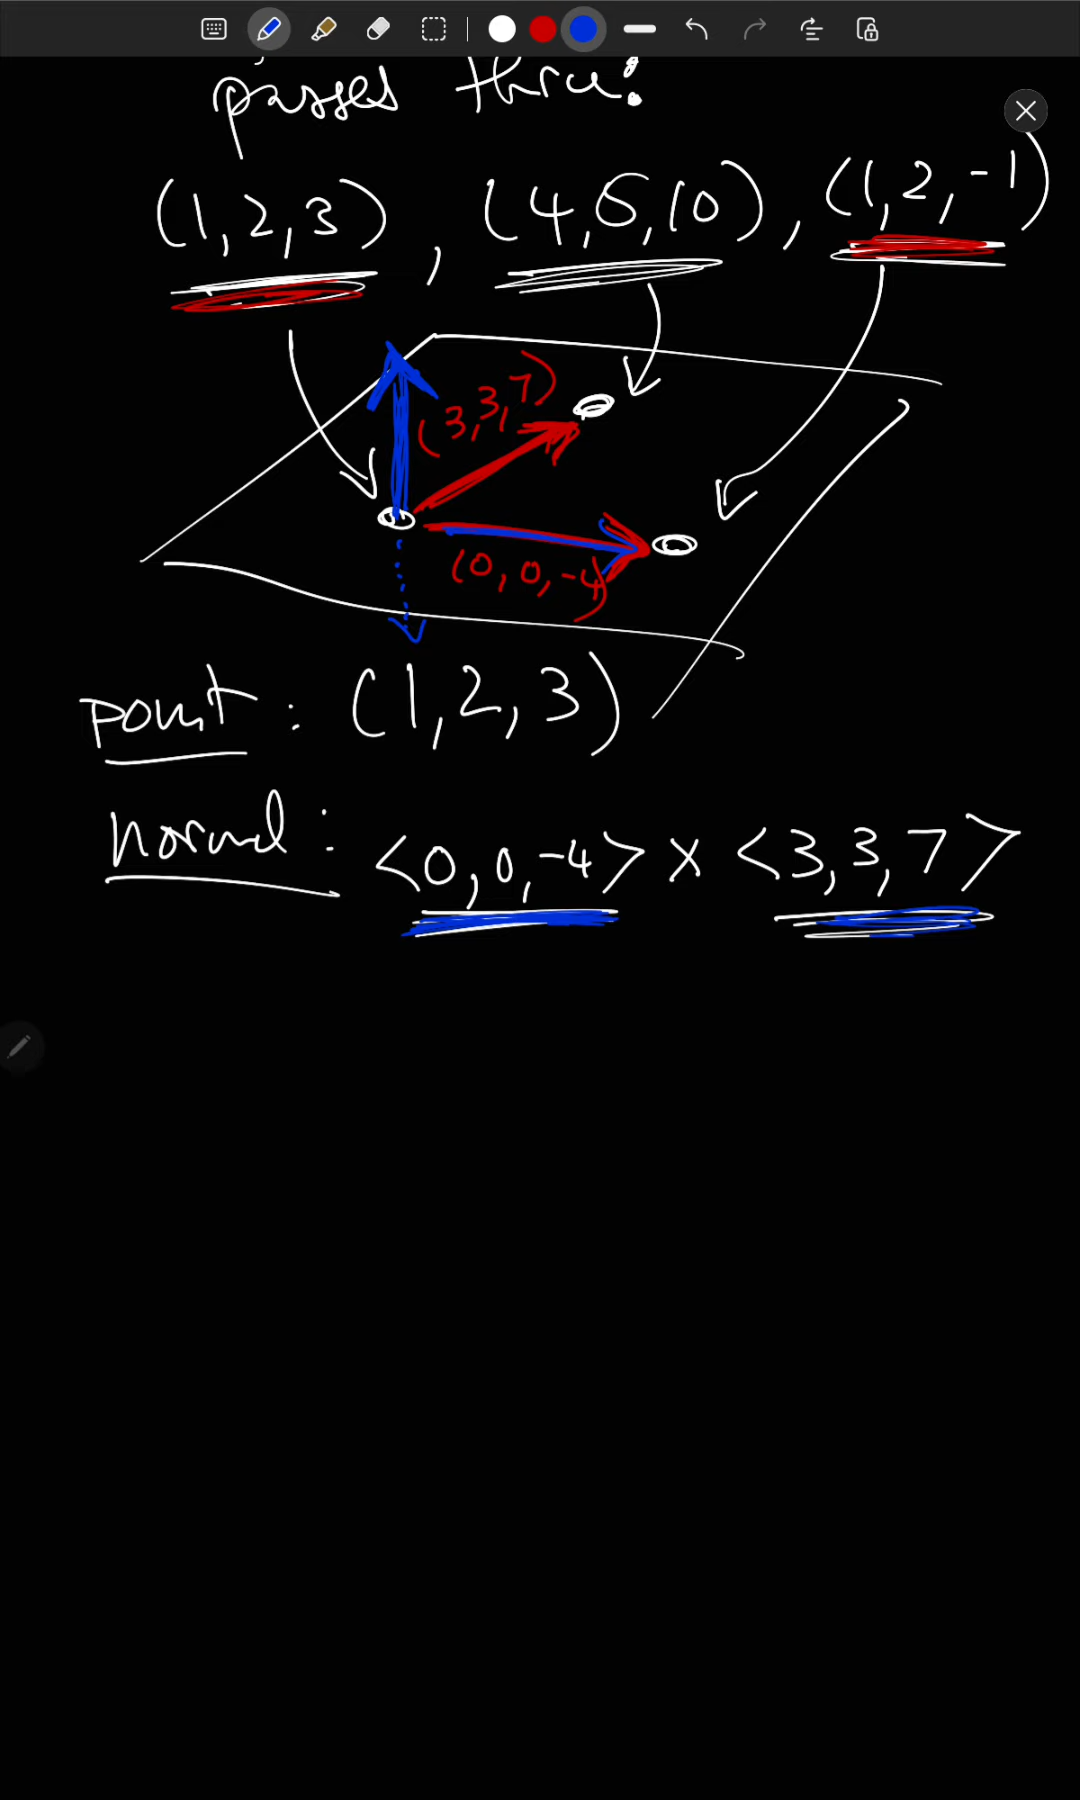 passes thru:
(1,2,3), (4,5,10), (1,2,-1)
(3,3,7)
(0,0,-4)
point: (1,2,3)
normal: <0,0,-4> x <3,3,7>